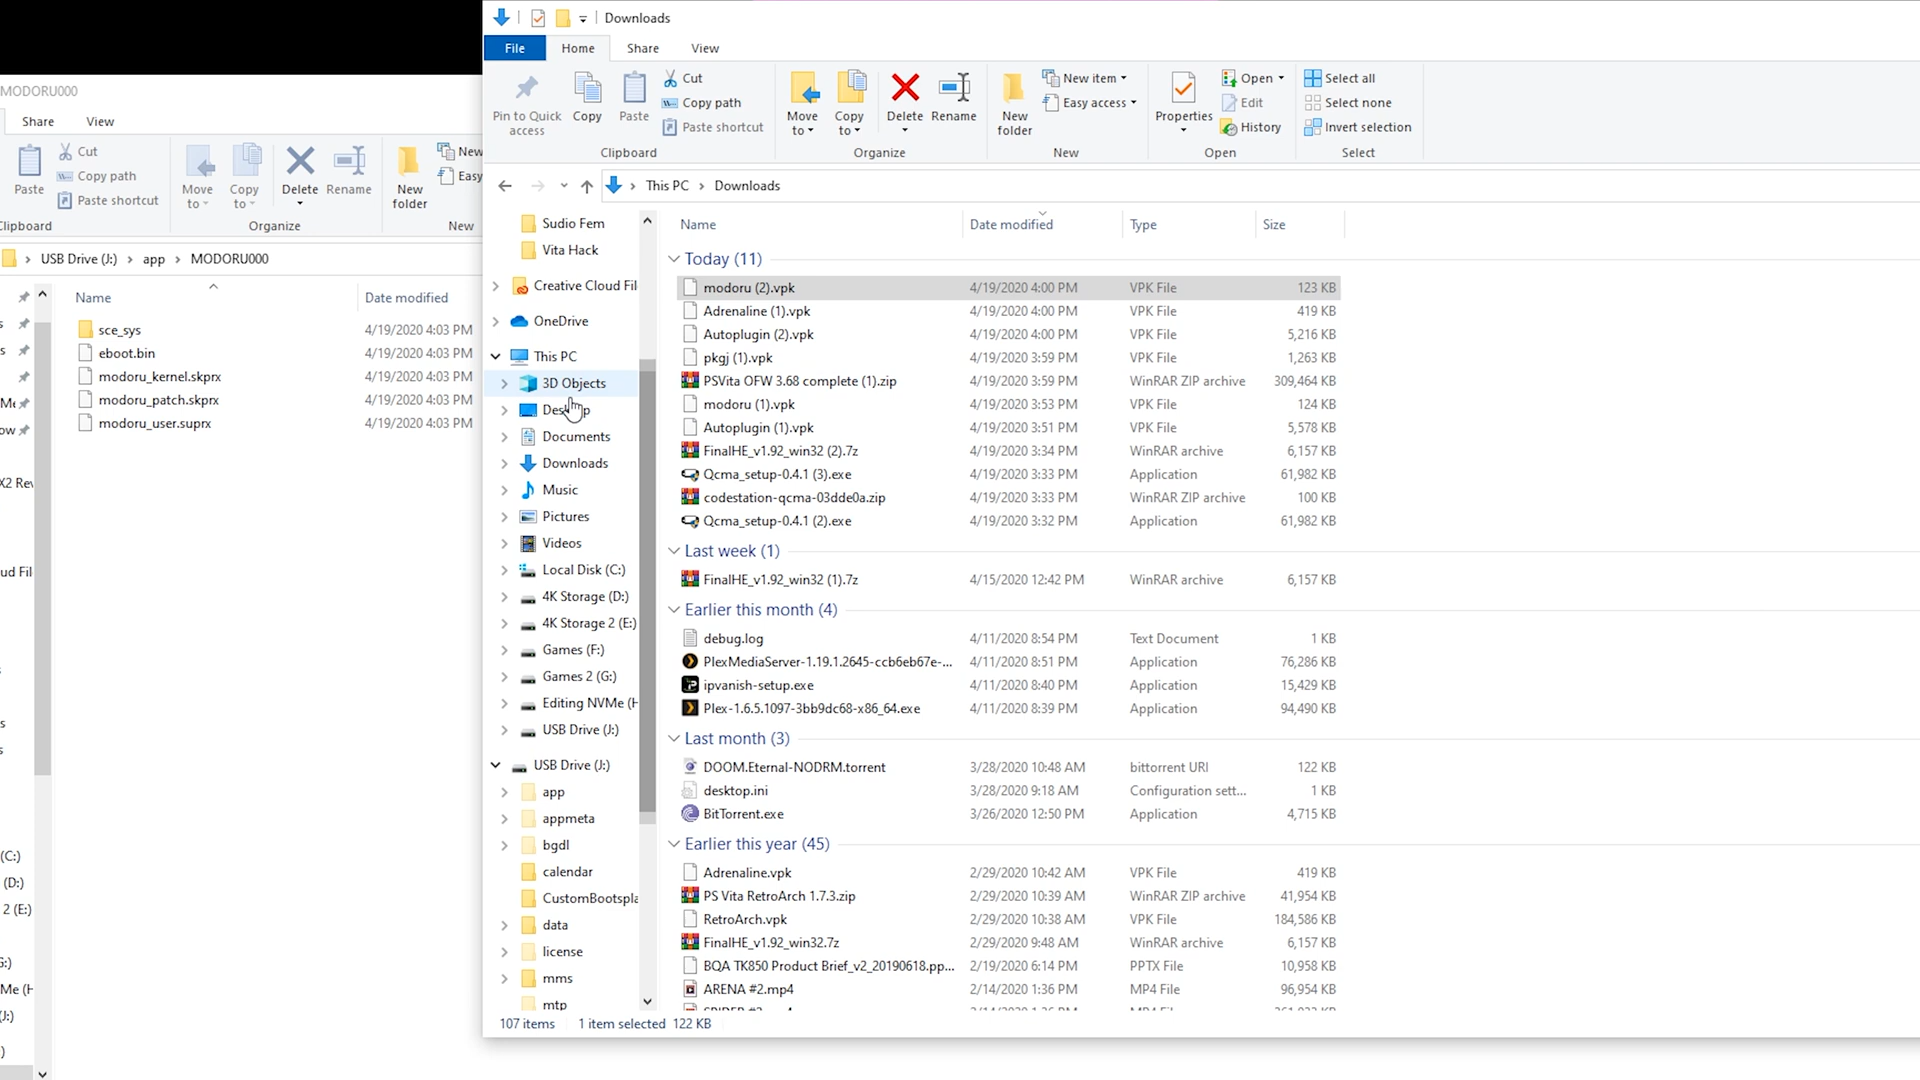 MODORU000
Share View
Paste
Cut
Copy path
Paste shortcut
Move to
Copy to
Delete
Rename
New folder
New
Easy
Clipboard
Organize
New
USB Drive (J:) app MODORU000
Name Date modified
sce_sys 4/19/2020 4:03 PM
eboot.bin 4/19/2020 4:03 PM
modoru_kernel.skprx 4/19/2020 4:03 PM
modoru_patch.skprx 4/19/2020 4:03 PM
modoru_user.suprx 4/19/2020 4:03 PM
X2 Rev
ud Fil
(C:)
(D:)
2 (E:)
Me (H
Downloads
File Home Share View
Pin to Quick access
Copy
Paste
Cut
Copy path
Paste shortcut
Clipboard
Move to
Copy to
Delete
Rename
Organize
New folder
New item
Easy access
New
Properties
Open
Edit
History
Open
Select all
Select none
Invert selection
Select
This PC Downloads
Sudio Fem
Vita Hack
Creative Cloud Fil
OneDrive
This PC
3D Objects
Documents
Downloads
Music
Pictures
Videos
Local Disk (C:)
4K Storage (D:)
4K Storage 2 (E:)
Games (F:)
Games 2 (G:)
Editing NVMe (H
USB Drive (J:)
USB Drive (J:)
app
appmeta
bgdl
calendar
CustomBootspla
data
license
mms
mtp
Name Date modified Type Size
Today (11)
modoru (2).vpk 4/19/2020 4:00 PM VPK File 123 KB
Adrenaline (1).vpk 4/19/2020 4:00 PM VPK File 419 KB
Autoplugin (2).vpk 4/19/2020 4:00 PM VPK File 5,216 KB
pkgj (1).vpk 4/19/2020 3:59 PM VPK File 1,263 KB
PSVita OFW 3.68 complete (1).zip 4/19/2020 3:59 PM WinRAR ZIP archive 309,464 KB
modoru (1).vpk 4/19/2020 3:53 PM VPK File 124 KB
Autoplugin (1).vpk 4/19/2020 3:51 PM VPK File 5,578 KB
FinalHE_v1.92_win32 (2).7z 4/19/2020 3:34 PM WinRAR archive 6,157 KB
Qcma_setup-0.4.1 (3).exe 4/19/2020 3:33 PM Application 61,982 KB
codestation-qcma-03dde0a.zip 4/19/2020 3:33 PM WinRAR ZIP archive 100 KB
Qcma_setup-0.4.1 (2).exe 4/19/2020 3:32 PM Application 61,982 KB
Last week (1)
FinalHE_v1.92_win32 (1).7z 4/15/2020 12:42 PM WinRAR archive 6,157 KB
Earlier this month (4)
debug.log 4/11/2020 8:54 PM Text Document 1 KB
PlexMediaServer-1.19.1.2645-ccb6eb67e-... 4/11/2020 8:51 PM Application 76,286 KB
ipvanish-setup.exe 4/11/2020 8:40 PM Application 15,429 KB
Plex-1.6.5.1097-3bb9dc68-x86_64.exe 4/11/2020 8:39 PM Application 94,490 KB
Last month (3)
DOOM.Eternal-NODRM.torrent 3/28/2020 10:48 AM bittorrent URI 122 KB
desktop.ini 3/28/2020 9:18 AM Configuration sett... 1 KB
BitTorrent.exe 3/26/2020 12:50 PM Application 4,715 KB
Earlier this year (45)
Adrenaline.vpk 2/29/2020 10:42 AM VPK File 419 KB
PS Vita RetroArch 1.7.3.zip 2/29/2020 10:39 AM WinRAR ZIP archive 41,954 KB
RetroArch.vpk 2/29/2020 10:38 AM VPK File 184,586 KB
FinalHE_v1.92_win32.7z 2/29/2020 9:48 AM WinRAR archive 6,157 KB
BQA TK850 Product Brief_v2_20190618.pp... 2/19/2020 6:14 PM PPTX File 10,958 KB
ARENA #2.mp4 2/14/2020 1:36 PM MP4 File 96,954 KB
107 items 1 item selected 122 KB